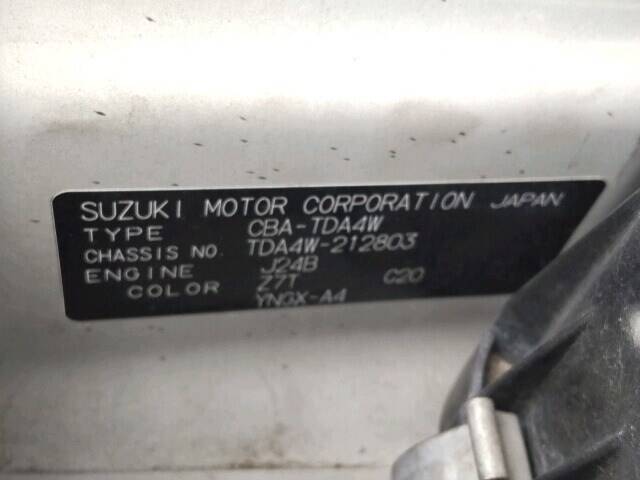 SUZUKI MOTOR CORPORATION JAPAN
TYPE CBA-TDA4W
CHASSIS NO. TDA4W-212803
ENGINE J24B
COLOR Z7T C20
YNGX-A4